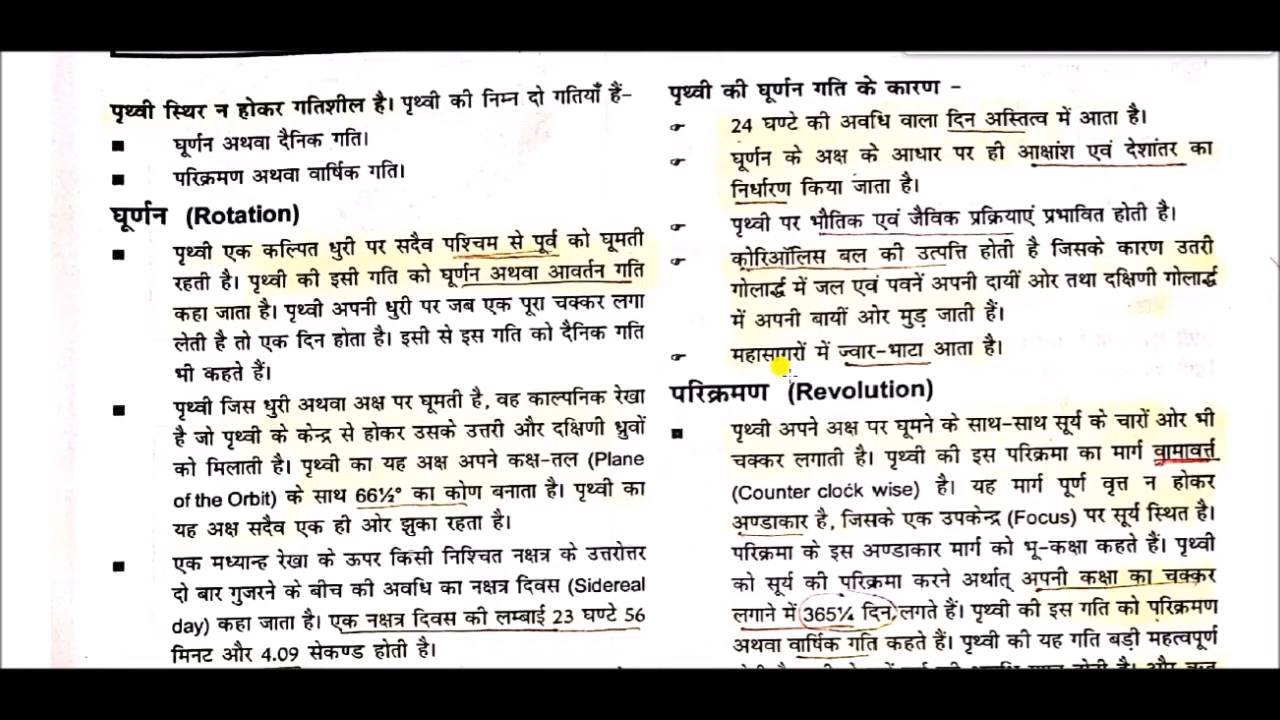 पृथ्वी स्थिर न होकर गतिशील है। पृथ्वी की निम्न दो गतियाँ हैं-
घूर्णन अथवा दैनिक गति।
परिक्रमण अथवा वार्षिक गति।
घूर्णन (Rotation)
पृथ्वी एक कल्पित धुरी पर सदैव पश्चिम से पूर्व को घूमती
रहती है। पृथ्वी की इसी गति को घूर्णन अथवा आवर्तन गति
कहा जाता है। पृथ्वी अपनी धुरी पर जब एक पूरा चक्कर लगा
लेती है तो एक दिन होता है। इसी से इस गति को दैनिक गति
भी कहते हैं।
पृथ्वी जिस धुरी अथवा अक्ष पर घूमती है, वह काल्पनिक रेखा
है जो पृथ्वी के केन्द्र से होकर उसके उत्तरी और दक्षिणी ध्रुवों
को मिलाती है। पृथ्वी का यह अक्ष अपने कक्ष-तल (Plane
of the Orbit) के साथ 66½° का कोण बनाता है। पृथ्वी का
यह अक्ष सदैव एक ही ओर झुका रहता है।
एक मध्यान्ह रेखा के ऊपर किसी निश्चित नक्षत्र के उत्तरोत्तर
दो बार गुजरने के बीच की अवधि का नक्षत्र दिवस (Sidereal
day) कहा जाता है। एक नक्षत्र दिवस की लम्बाई 23 घण्टे 56
मिनट और 4.09 सेकण्ड होती है।
पृथ्वी की घूर्णन गति के कारण -
24 घण्टे की अवधि वाला दिन अस्तित्व में आता है।
घूर्णन के अक्ष के आधार पर ही आक्षांश एवं देशांतर का
निर्धारण किया जाता है।
पृथ्वी पर भौतिक एवं जैविक प्रक्रियाएं प्रभावित होती है।
कोरिऑलिस बल की उत्पत्ति होती है जिसके कारण उतरी
गोलार्द्ध में जल एवं पवनें अपनी दायीं ओर तथा दक्षिणी गोलार्द्ध
में अपनी बायीं ओर मुड़ जाती हैं।
महासागरों में ज्वार-भाटा आता है।
परिक्रमण (Revolution)
पृथ्वी अपने अक्ष पर घूमने के साथ-साथ सूर्य के चारों ओर भी
चक्कर लगाती है। पृथ्वी की इस परिक्रमा का मार्ग वामावर्त्त
(Counter clock wise) है। यह मार्ग पूर्ण वृत्त न होकर
अण्डाकार है, जिसके एक उपकेन्द्र (Focus) पर सूर्य स्थित है।
परिक्रमा के इस अण्डाकार मार्ग को भू-कक्षा कहते हैं। पृथ्वी
को सूर्य की परिक्रमा करने अर्थात् अपनी कक्षा का चक्कर
लगाने में 365¼ दिन लगते हैं। पृथ्वी की इस गति को परिक्रमण
अथवा वार्षिक गति कहते हैं। पृथ्वी की यह गति बड़ी महत्वपूर्ण